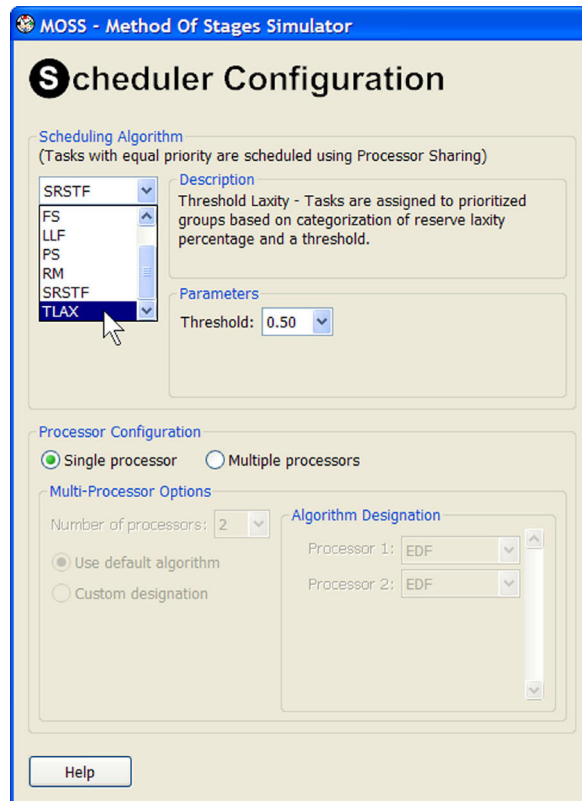 MOSS - Method Of Stages Simulator
Scheduler Configuration
Scheduling Algorithm
(Tasks with equal priority are scheduled using Processor Sharing)
SRSTF
FS
LLF
PS
RM
SRSTF
TLAX
Description
Threshold Laxity - Tasks are assigned to prioritized
groups based on categorization of reserve laxity
percentage and a threshold.
Parameters
Threshold: 0.50
Processor Configuration
Single processor Multiple processors
Multi-Processor Options
Number of processors: 2
Use default algorithm
Custom designation
Algorithm Designation
Processor 1: EDF
Processor 2: EDF
Help